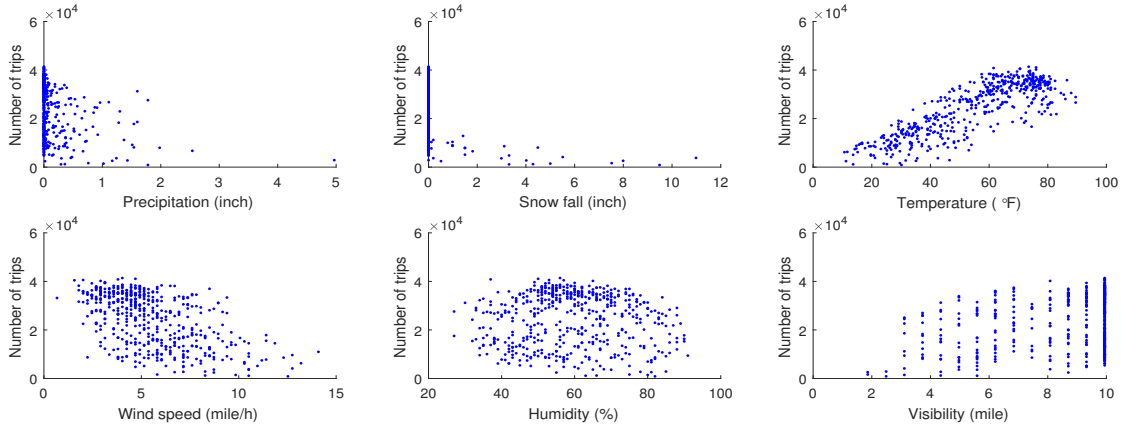 × 10⁴ × 10⁴ × 10⁴
6 6 6
4 4 4
2 2 2
0 0 0
Number of trips Number of trips Number of trips
0 1 2 3 4 5 0 2 4 6 8 10 12 0 20 40 60 80 100
Precipitation (inch) Snow fall (inch) Temperature ( °F)
× 10⁴ × 10⁴ × 10⁴
6 6 6
4 4 4
2 2 2
0 0 0
Number of trips Number of trips Number of trips
0 5 10 15 20 40 60 80 100 0 2 4 6 8 10
Wind speed (mile/h) Humidity (%) Visibility (mile)